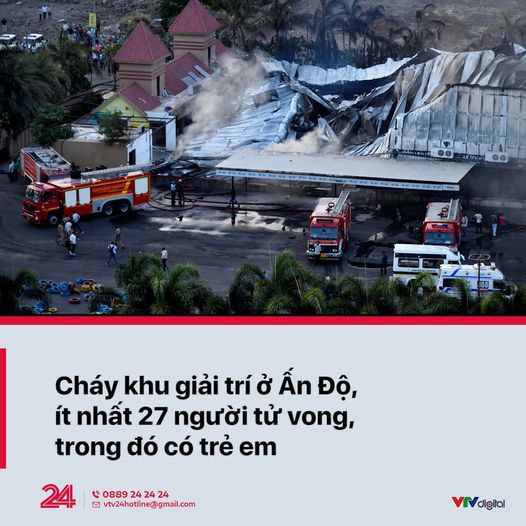 Cháy khu giải trí ở Ấn Độ,
ít nhất 27 người tử vong,
trong đó có trẻ em
24
0889 24 24 24
vtv24hotline@gmail.com
VTVdigital